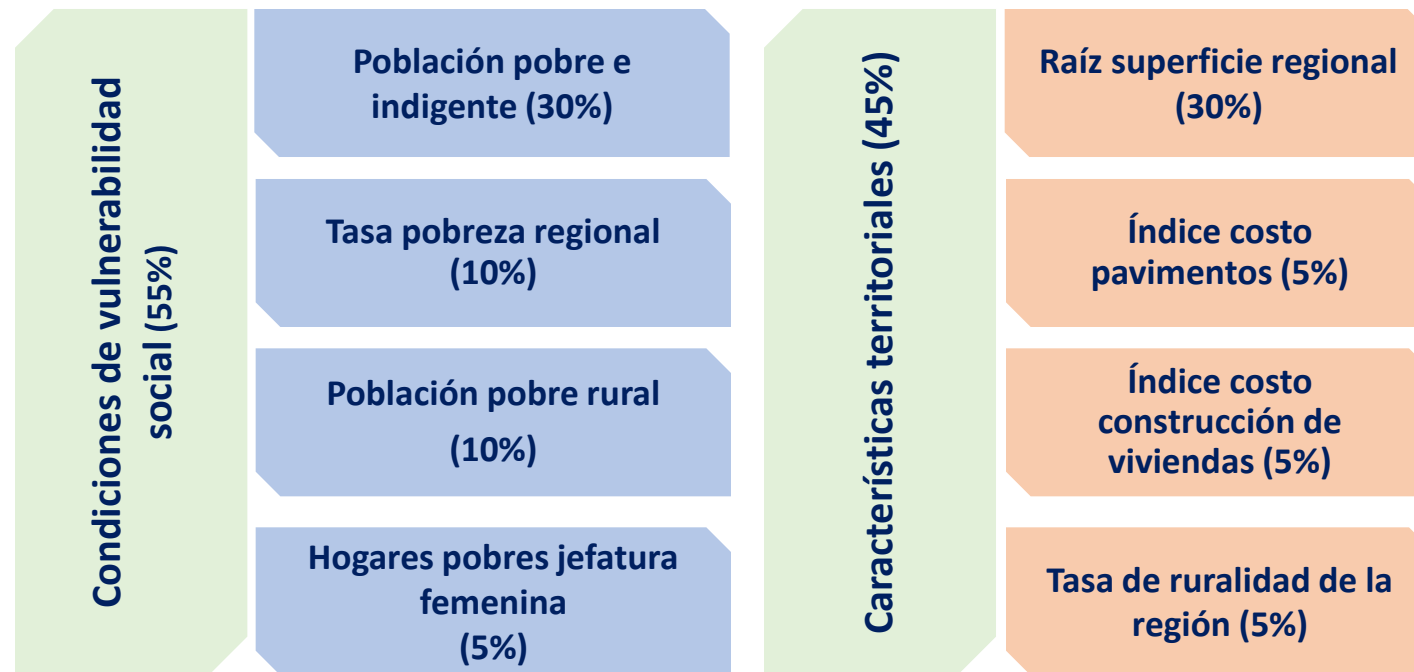 Condiciones de vulnerabilidad
social (55%)
Población pobre e
indigente (30%)
Tasa pobreza regional
(10%)
Población pobre rural
(10%)
Hogares pobres jefatura
femenina
(5%)
Características territoriales (45%)
Raíz superficie regional
(30%)
Índice costo
pavimentos (5%)
Índice costo
construcción de
viviendas (5%)
Tasa de ruralidad de la
región (5%)